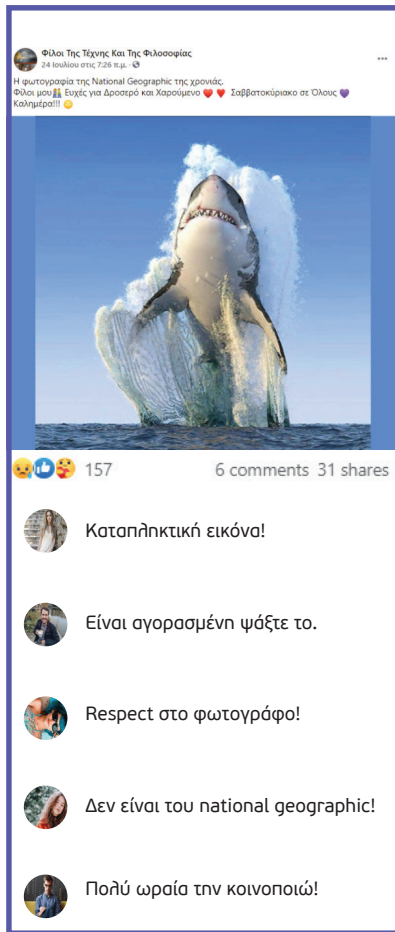 Φίλοι Της Τέχνης Και Της Φιλοσοφίας
24 Ιουλίου στις 7:26 π.μ. ·
Η φωτογραφία της National Geographic της χρονιάς.
Φίλοι μου👫 Ευχές για Δροσερό και Χαρούμενο ❤️ ❤️ Σαββατοκύριακο σε Όλους 💜
Καλημέρα!!! 😊
157 6 comments 31 shares
Καταπληκτική εικόνα!
Είναι αγορασμένη ψάξτε το.
Respect στο φωτογράφο!
Δεν είναι του national geographic!
Πολύ ωραία την κοινοποιώ!